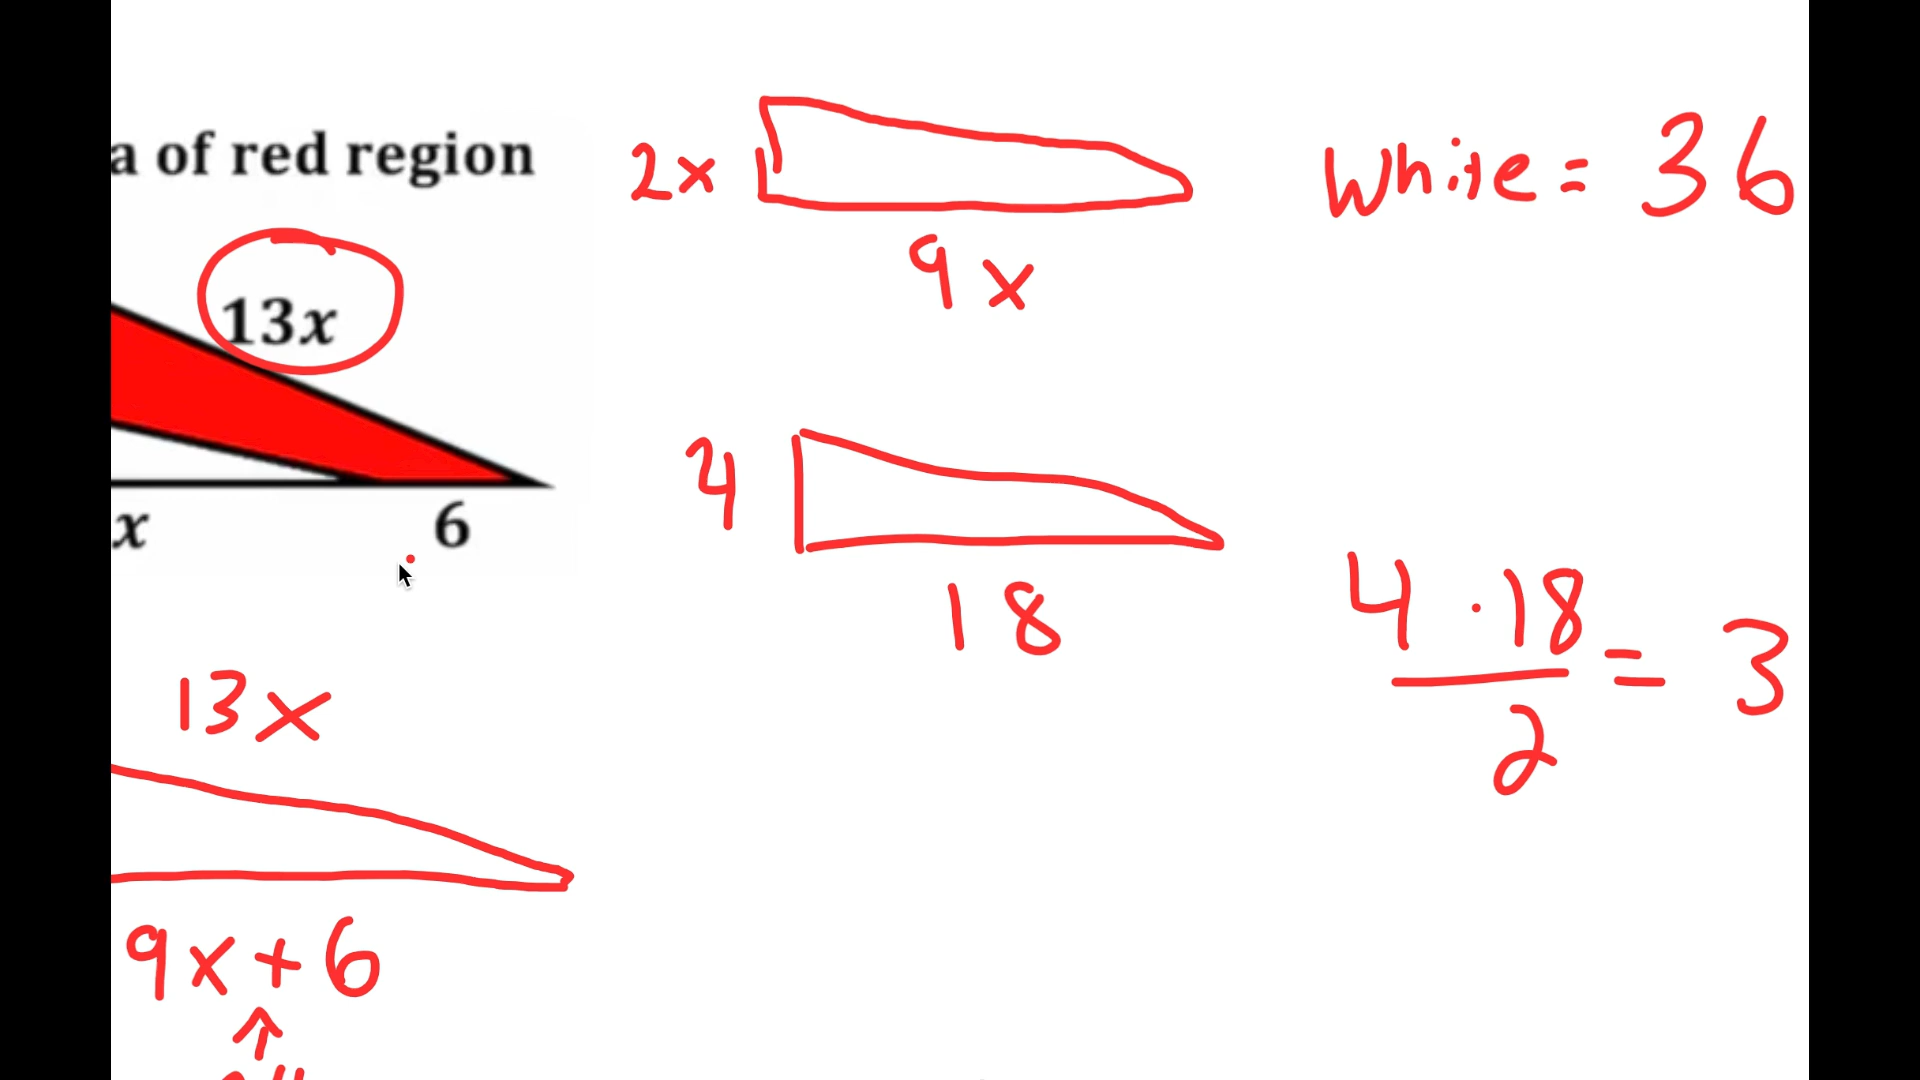 a of red region
13x
x 6
13x
9x+6
2x
9x
4
18
White = 36
4 · 18
= 3
2